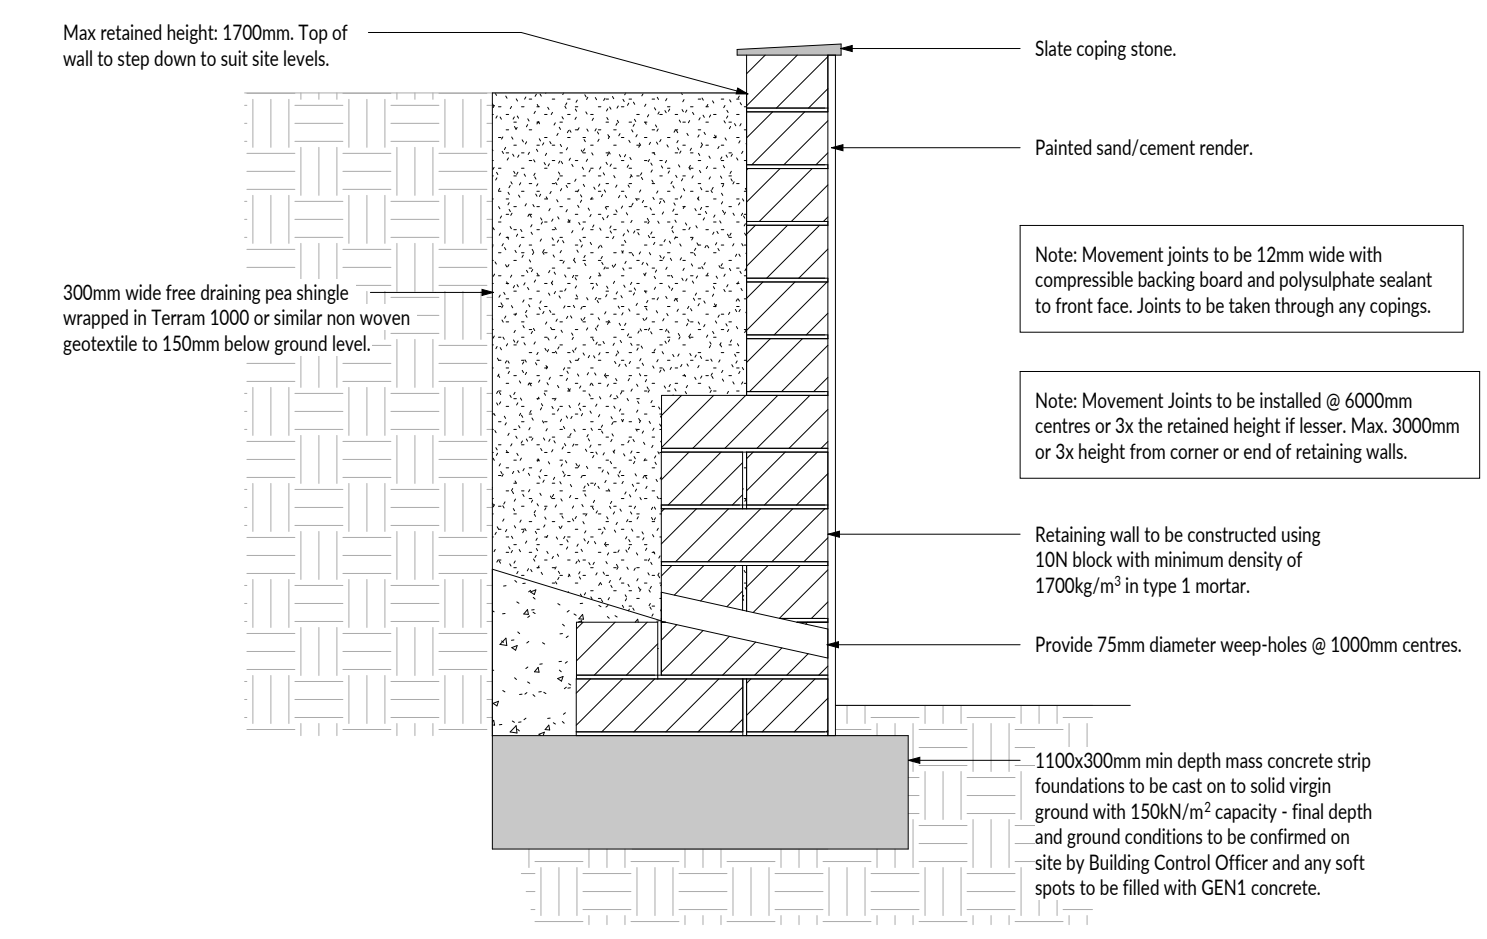 Max retained height: 1700mm. Top of
wall to step down to suit site levels.
Slate coping stone.
Painted sand/cement render.
Note: Movement joints to be 12mm wide with
compressible backing board and polysulphate sealant
to front face. Joints to be taken through any copings.
300mm wide free draining pea shingle
wrapped in Terram 1000 or similar non woven
geotextile to 150mm below ground level.
Note: Movement Joints to be installed @ 6000mm
centres or 3x the retained height if lesser. Max. 3000mm
or 3x height from corner or end of retaining walls.
Retaining wall to be constructed using
10N block with minimum density of
1700kg/m³ in type 1 mortar.
Provide 75mm diameter weep-holes @ 1000mm centres.
1100x300mm min depth mass concrete strip
foundations to be cast on to solid virgin
ground with 150kN/m² capacity - final depth
and ground conditions to be confirmed on
site by Building Control Officer and any soft
spots to be filled with GEN1 concrete.